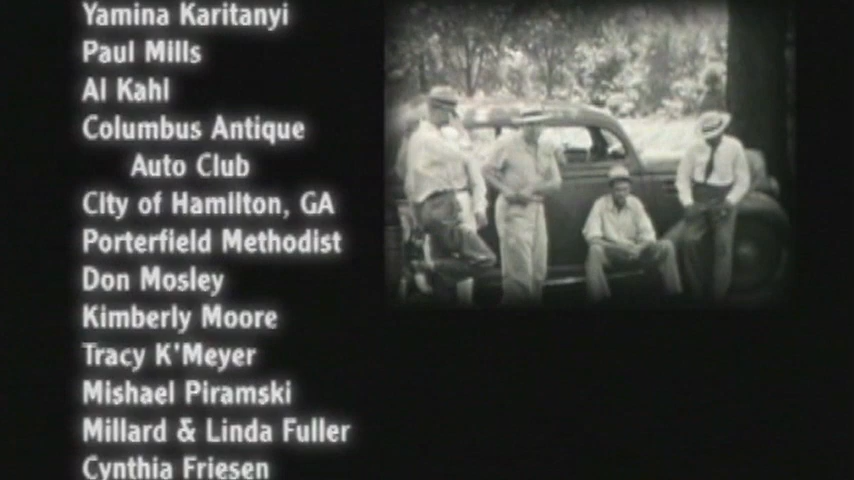 Yamina Karitanyi
Paul Mills
Al Kahl
Columbus Antique
Auto Club
City of Hamilton, GA
Porterfield Methodist
Don Mosley
Kimberly Moore
Tracy K'Meyer
Mishael Piramski
Millard & Linda Fuller
Cynthia Friesen